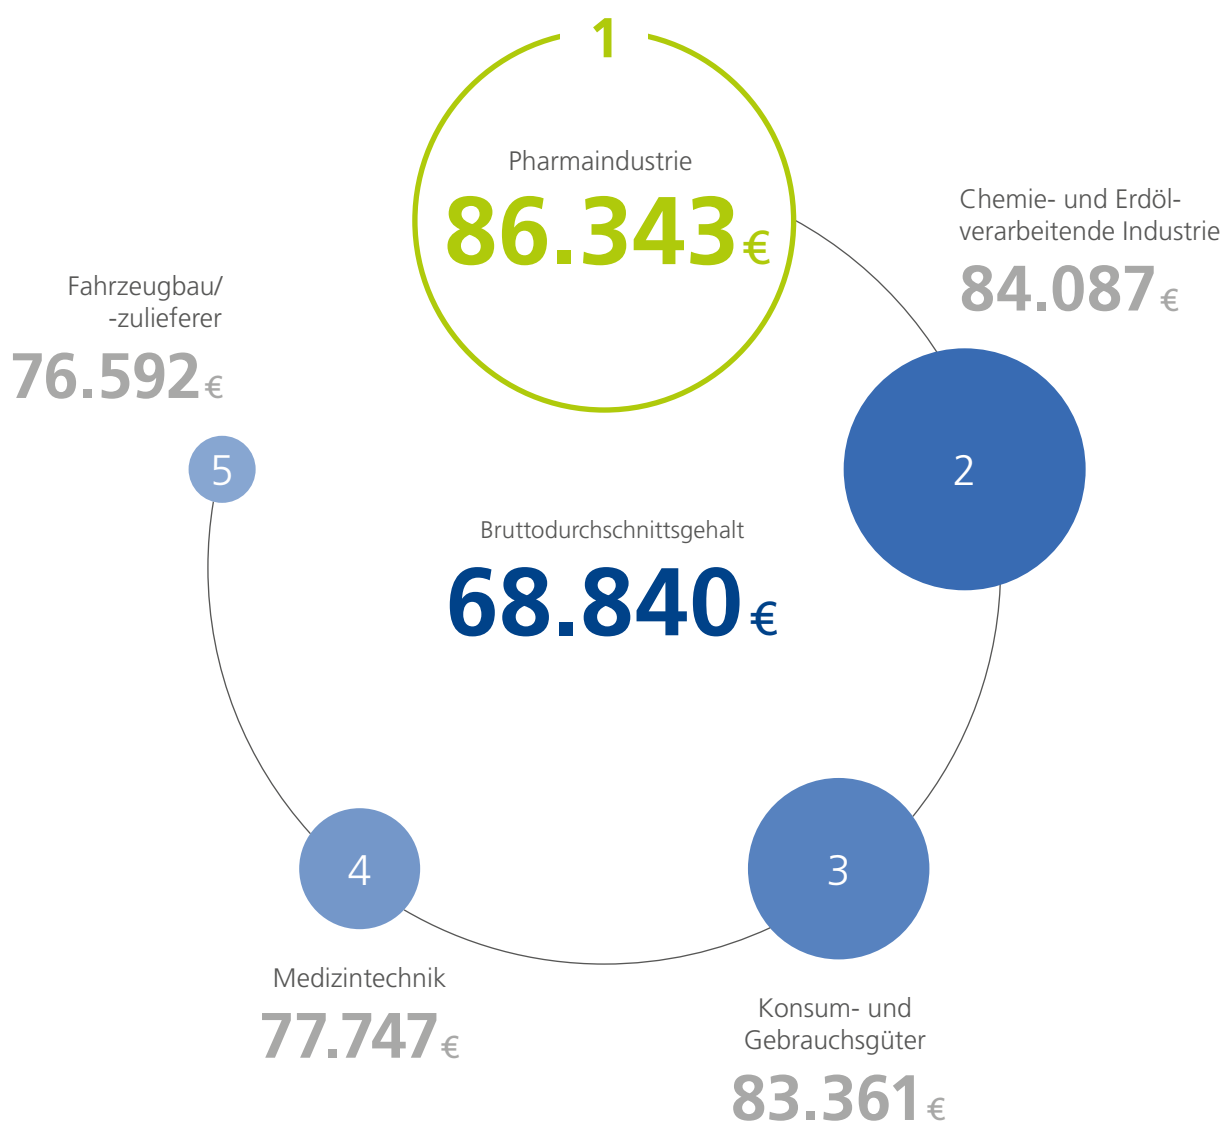 1
Pharmaindustrie
86.343 €
Chemie- und Erdöl-
verarbeitende Industrie
84.087 €
2
Konsum- und
Gebrauchsgüter
83.361 €
3
Medizintechnik
77.747 €
4
Fahrzeugbau/
-zulieferer
76.592 €
5
Bruttodurchschnittsgehalt
68.840 €